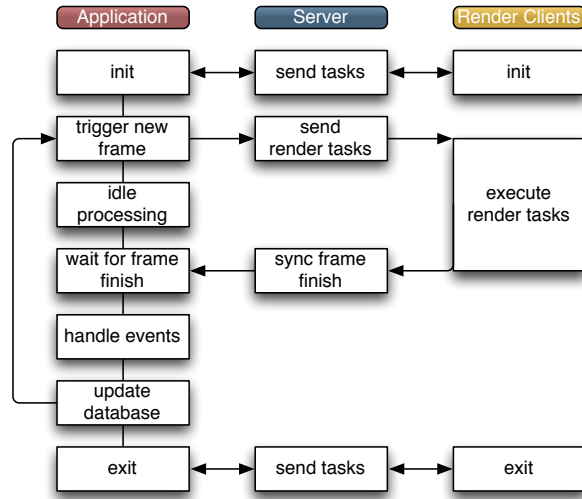 Application
Server
Render Clients
init
send tasks
init
trigger new
frame
send
render tasks
execute
render tasks
idle
processing
wait for frame
finish
sync frame
finish
handle events
update
database
exit
send tasks
exit